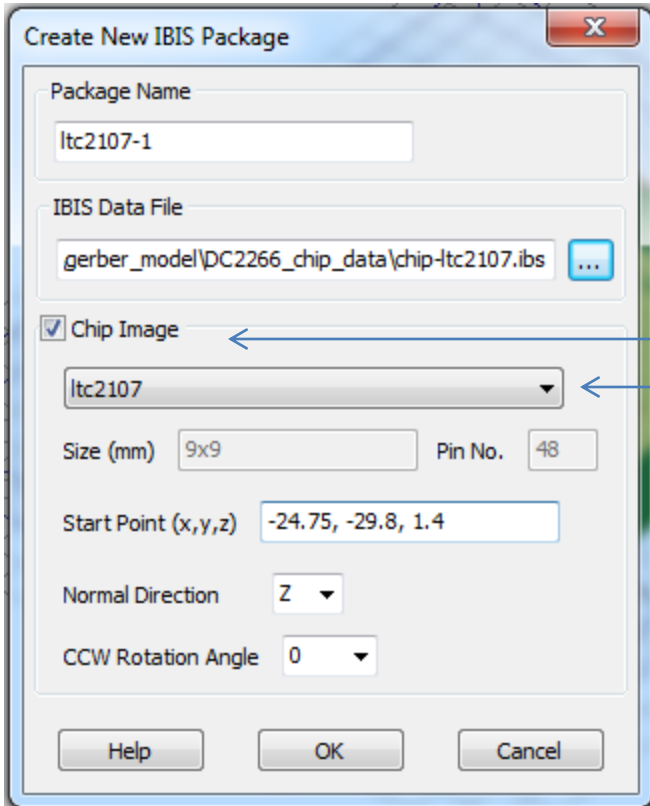 Create New IBIS Package
X
Package Name
ltc2107-1
IBIS Data File
gerber_model\DC2266_chip_data\chip-ltc2107.ibs
...
Chip Image
ltc2107
Size (mm) 9x9 Pin No. 48
Start Point (x,y,z) -24.75, -29.8, 1.4
Normal Direction Z
CCW Rotation Angle 0
Help OK Cancel